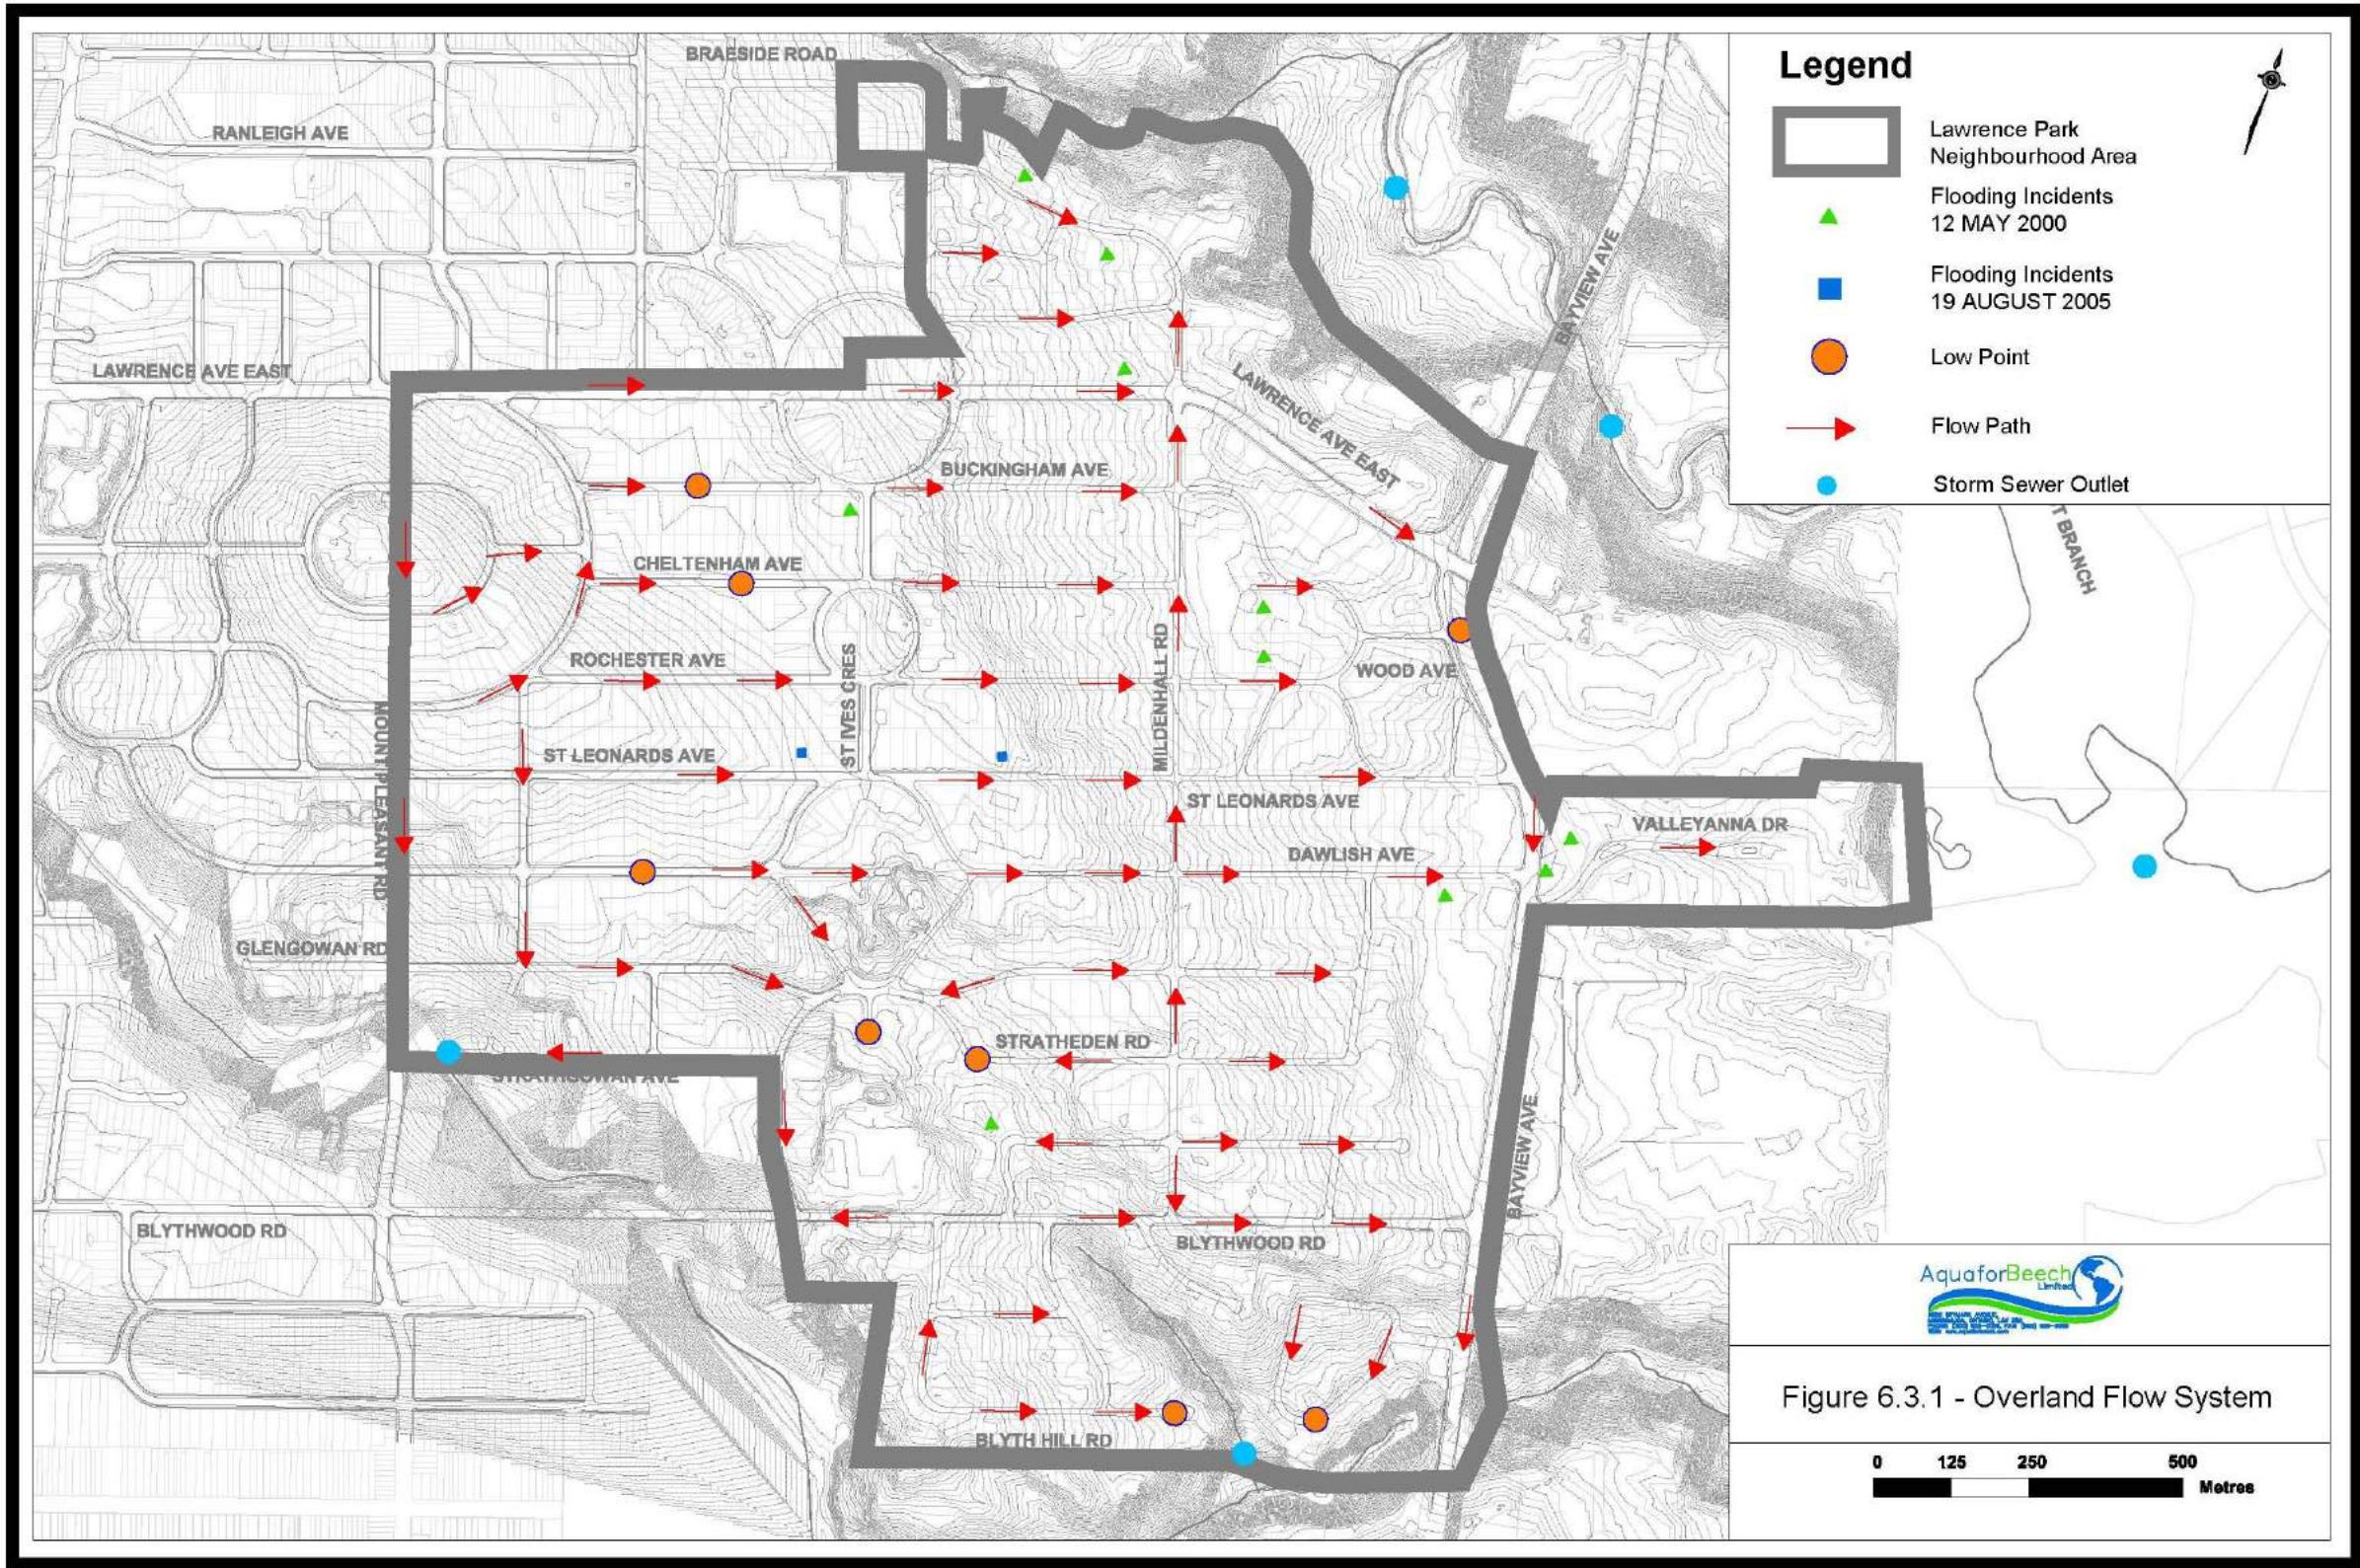 BRAESIDE ROAD
RANLEIGH AVE
LAWRENCE AVE EAST
LAWRENCE AVE EAST
BAYVIEW AVE
BUCKINGHAM AVE
CHELTENHAM AVE
ROCHESTER AVE
ST IVES CRES
MILDENHALL RD
WOOD AVE
MOUNT PLEASANT RD
ST LEONARDS AVE
ST LEONARDS AVE
VALLEYANNA DR
DAWLISH AVE
GLENGOWAN RD
STRATHEDEN RD
STRATHGOWAN AVE
BAYVIEW AVE
BLYTHWOOD RD
BLYTHWOOD RD
BLYTH HILL RD
T BRANCH
Legend
Lawrence Park
Neighbourhood Area
Flooding Incidents
12 MAY 2000
Flooding Incidents
19 AUGUST 2005
Low Point
Flow Path
Storm Sewer Outlet
AquaforBeech
Limited
Figure 6.3.1 - Overland Flow System
0 125 250 500
Metres